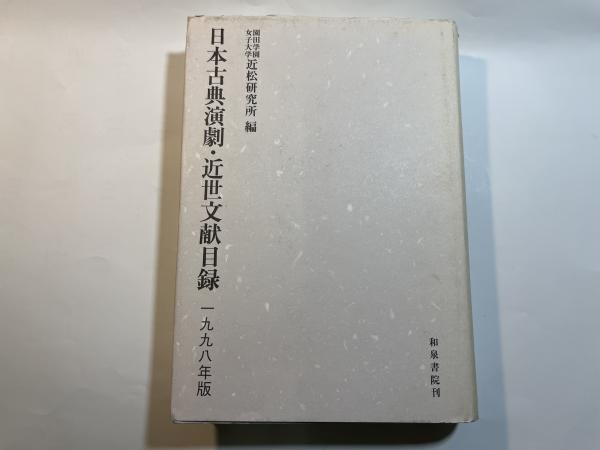 園田学園
女子大学
近松研究所 編
日本古典演劇・近世文献目録 一九九八年版
和泉書院刊